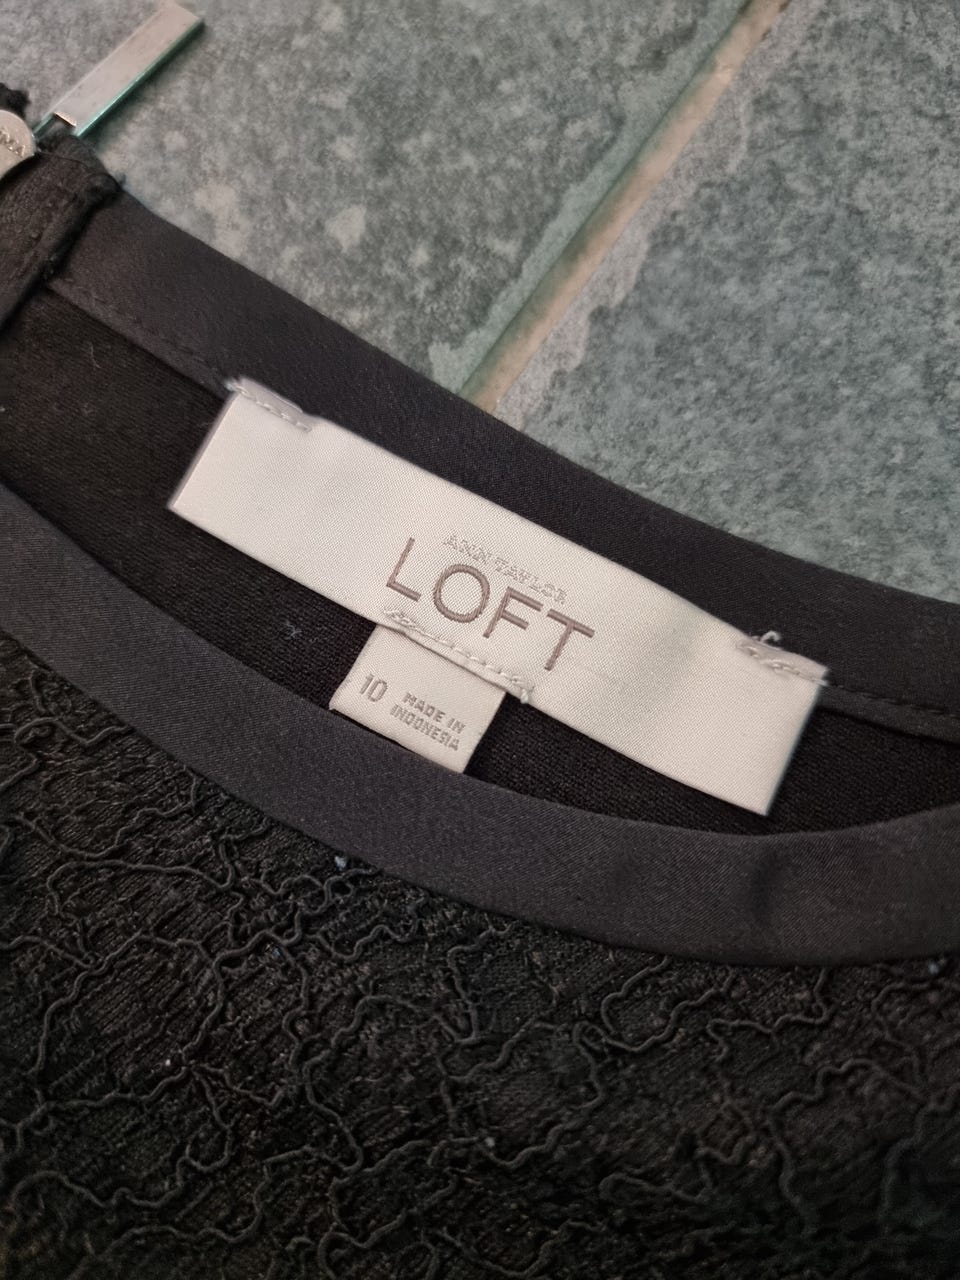 ANN TAYLOR
LOFT
10
MADE IN
INDONESIA